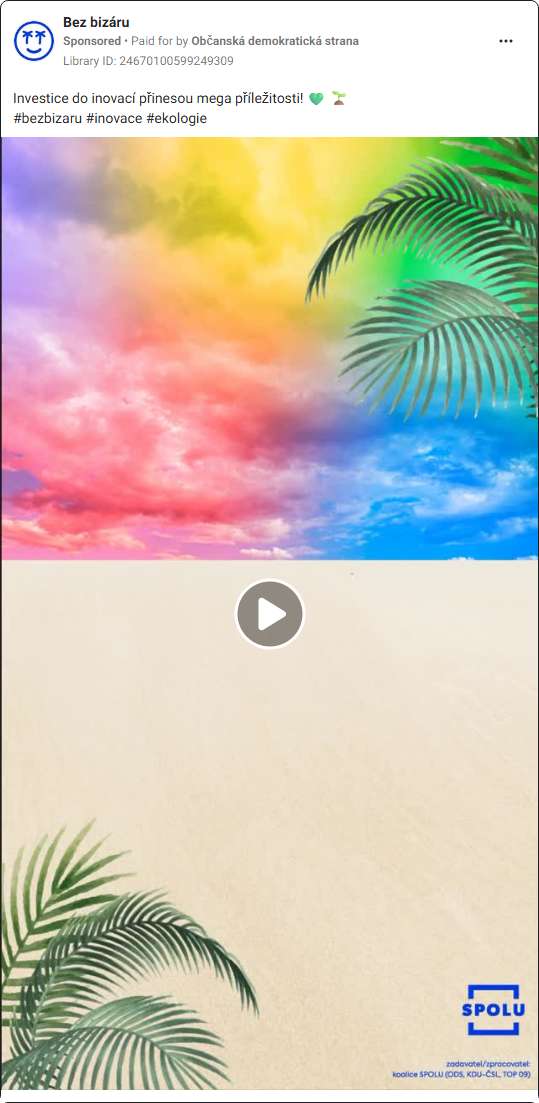 Bez bizáru
Sponsored • Paid for by Občanská demokratická strana
Library ID: 24670100599249309
Investice do inovací přinesou mega příležitosti! 💚 🌱
#bezbizaru #inovace #ekologie
SPOLU
zadavatel/zpracovatel:
koalice SPOLU (ODS, KDU-ČSL, TOP 09)